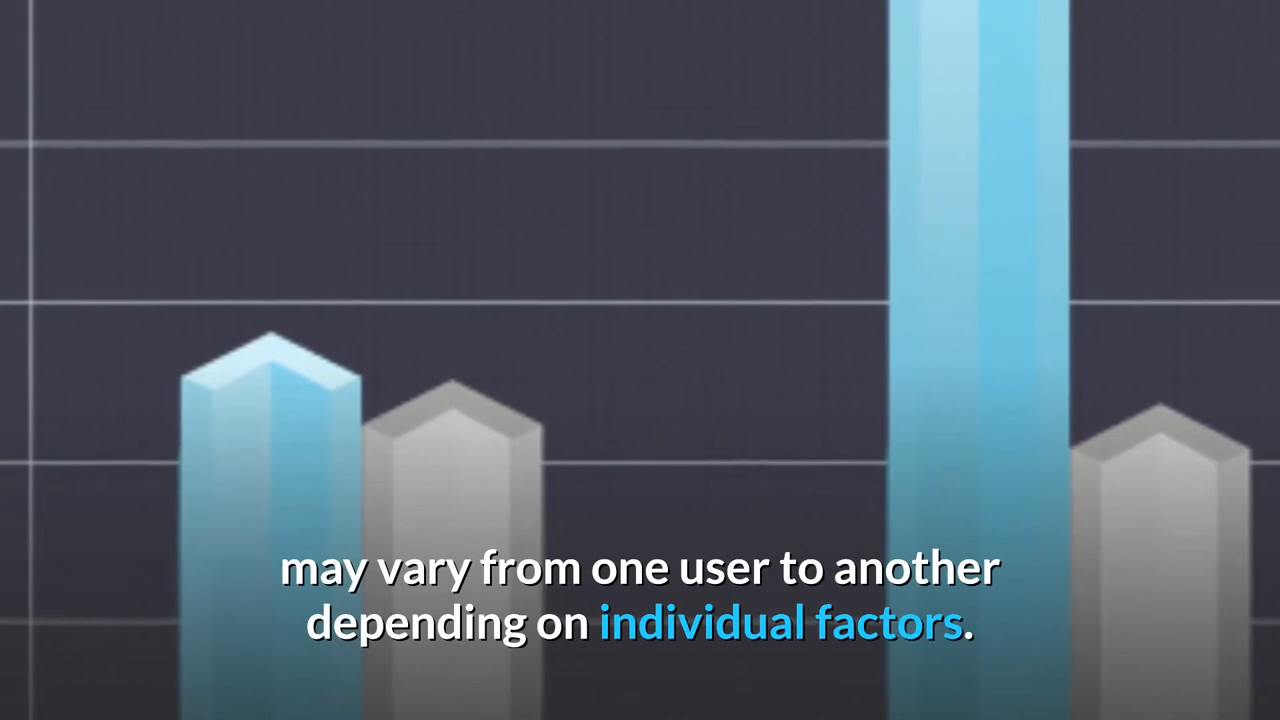 may vary from one user to another
depending on individual factors.